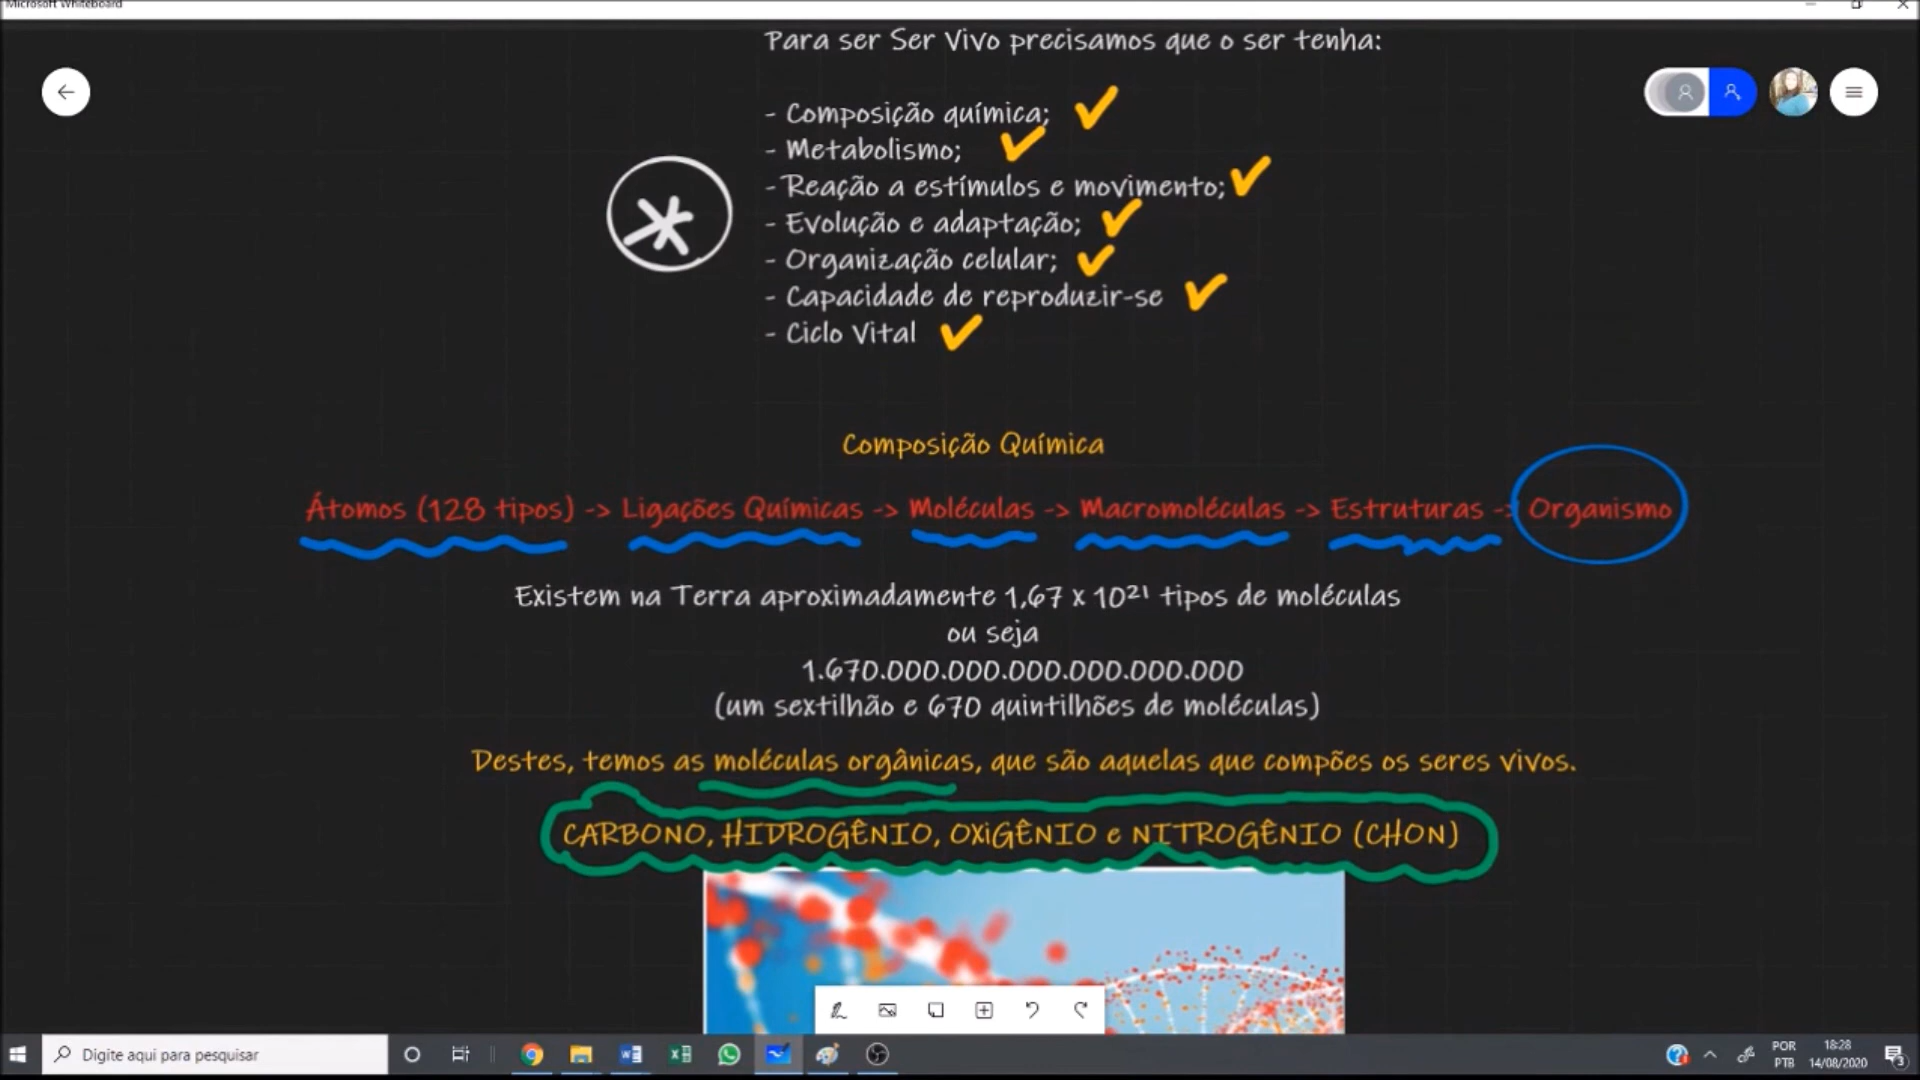 Microsoft Whiteboard
Para ser Ser Vivo precisamos que o ser tenha:
- Composição química;
- Metabolismo;
- Reação a estímulos e movimento;
- Evolução e adaptação;
- Organização celular;
- Capacidade de reproduzir-se
- Ciclo Vital
Composição Química
Átomos (128 tipos) -> Ligações Químicas -> Moléculas -> Macromoléculas -> Estruturas -> Organismo
Existem na Terra aproximadamente 1,67 x 10²¹ tipos de moléculas
ou seja
1.670.000.000.000.000.000.000
(um sextilhão e 670 quintilhões de moléculas)
Destes, temos as moléculas orgânicas, que são aquelas que compões os seres vivos.
CARBONO, HIDROGÊNIO, OXiGÊNIO e NITROGÊNIO (CHON)
Digite aqui para pesquisar
POR
PTB
18:28
14/08/2020
3